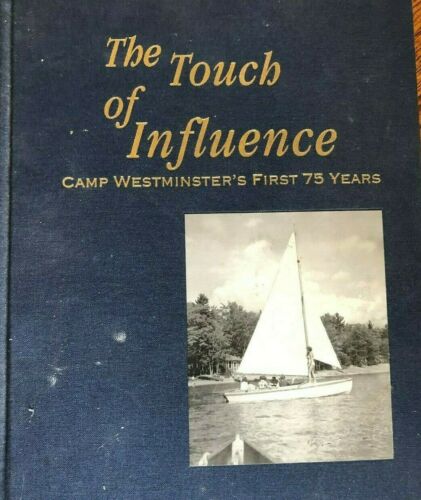 The Touch
of
Influence
CAMP WESTMINSTER'S FIRST 75 YEARS